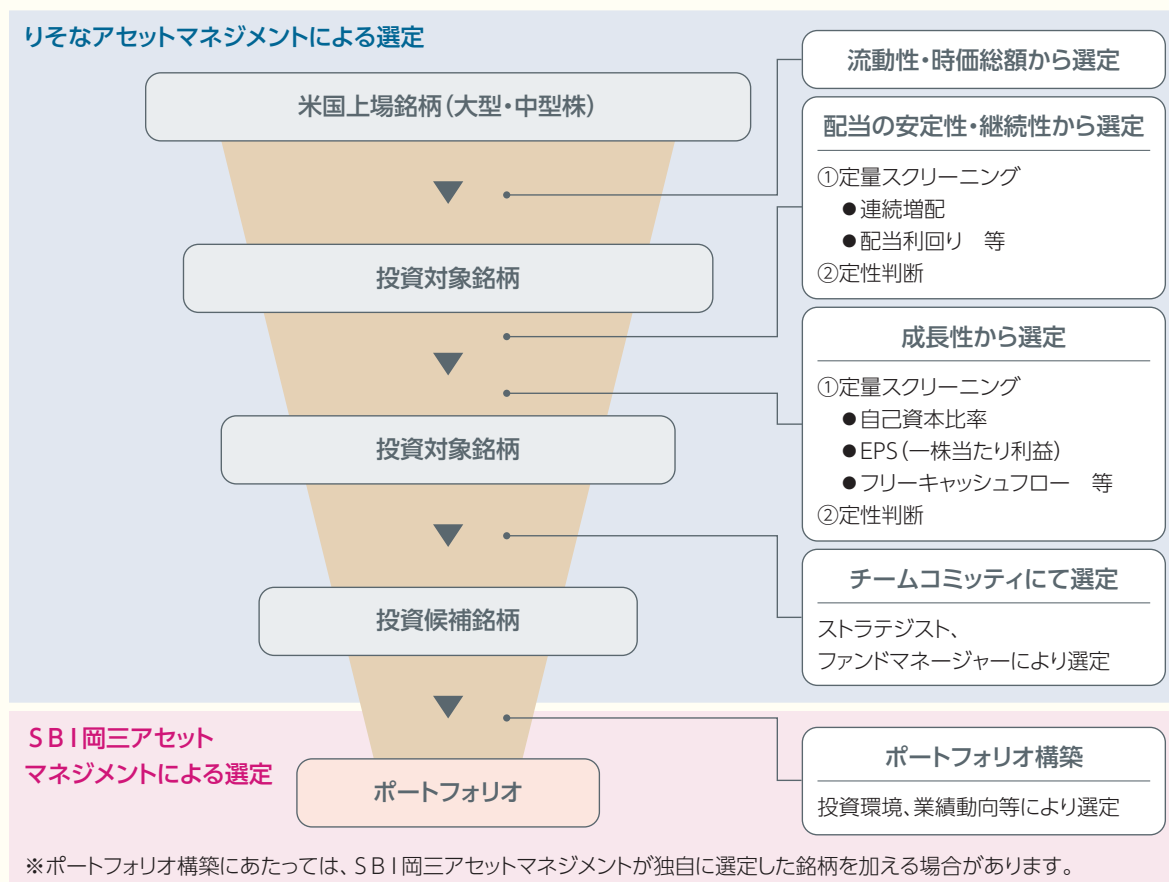 りそなアセットマネジメントによる選定
米国上場銘柄(大型・中型株)
流動性・時価総額から選定
投資対象銘柄
配当の安定性・継続性から選定
①定量スクリーニング
●連続増配
●配当利回り 等
②定性判断
投資対象銘柄
成長性から選定
①定量スクリーニング
●自己資本比率
●EPS(一株当たり利益)
●フリーキャッシュフロー 等
②定性判断
投資候補銘柄
チームコミッティにて選定
ストラテジスト、
ファンドマネージャーにより選定
SBI岡三アセット
マネジメントによる選定
ポートフォリオ
ポートフォリオ構築
投資環境、業績動向等により選定
※ポートフォリオ構築にあたっては、SBI岡三アセットマネジメントが独自に選定した銘柄を加える場合があります。